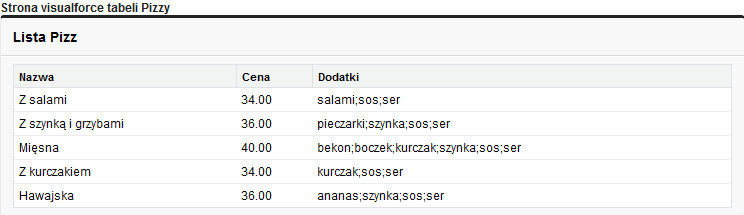 Strona visualforce tabeli Pizzy
Lista Pizz
Nazwa Cena Dodatki
Z salami 34.00 salami;sos;ser
Z szynką i grzybami 36.00 pieczarki;szynka;sos;ser
Mięsna 40.00 bekon;boczek;kurczak;szynka;sos;ser
Z kurczakiem 34.00 kurczak;sos;ser
Hawajska 36.00 ananas;szynka;sos;ser